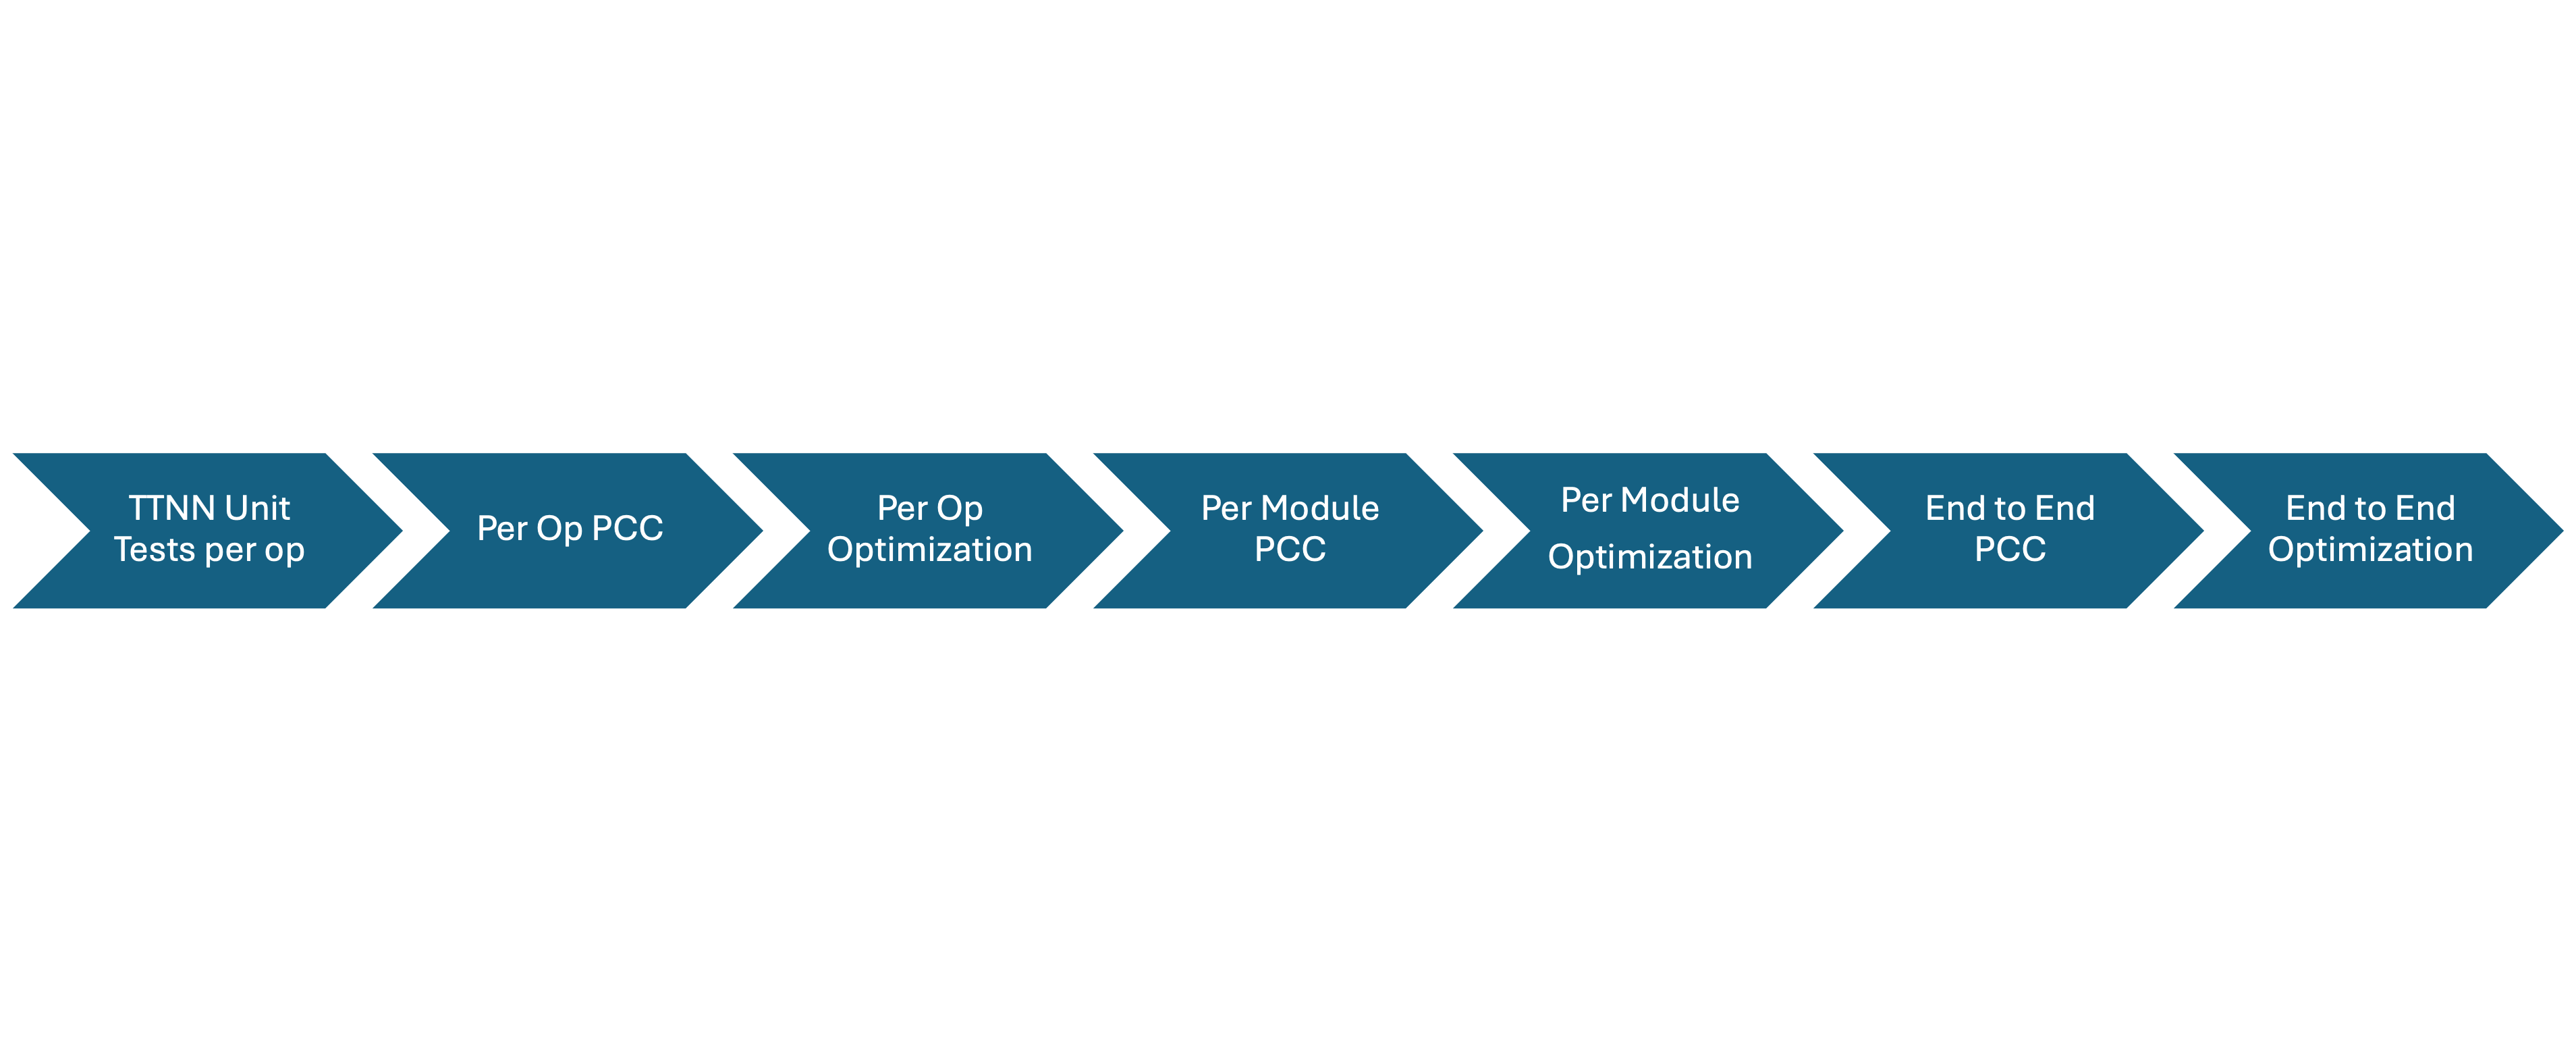 TTNN Unit
Tests per op
Per Op PCC
Per Op
Optimization
Per Module
PCC
Per Module
Optimization
End to End
PCC
End to End
Optimization